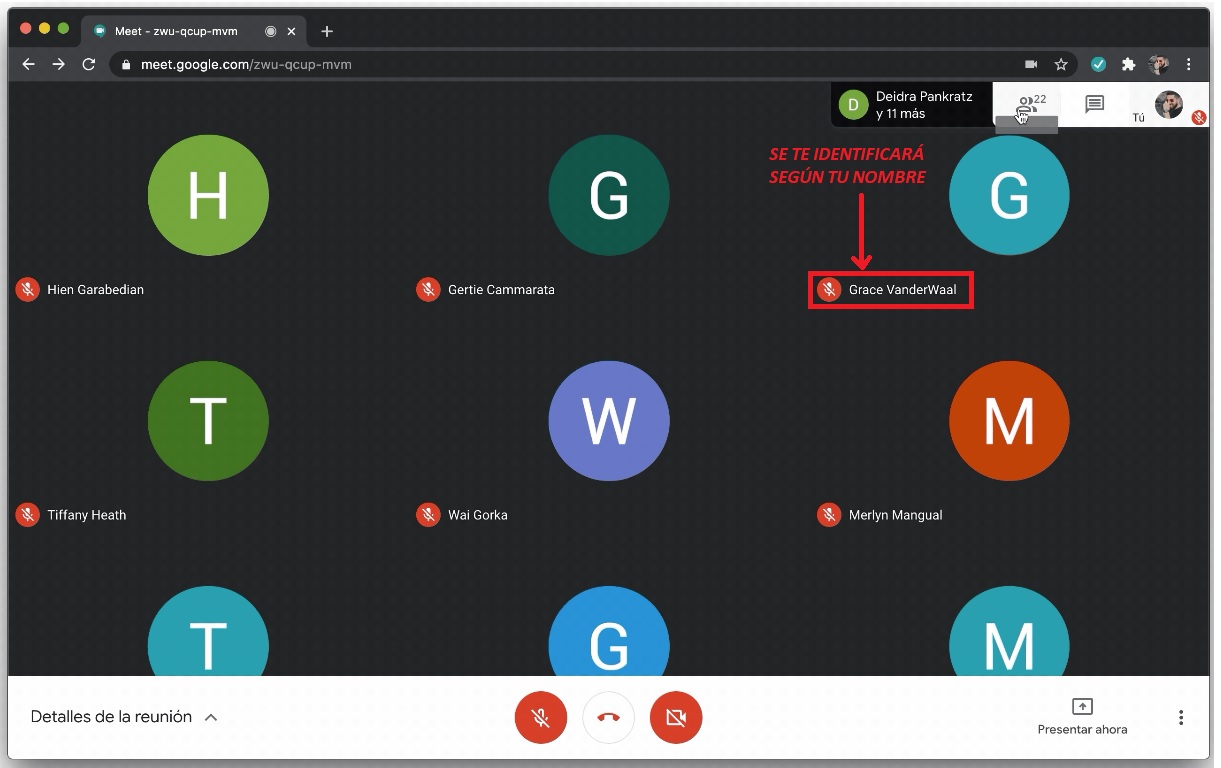 Meet - zwu-qcup-mvm
meet.google.com/zwu-qcup-mvm
D
Deidra Pankratz
y 11 más
22
Tú
SE TE IDENTIFICARÁ
SEGÚN TU NOMBRE
H
G
G
Hien Garabedian
Gertie Cammarata
Grace VanderWaal
T
W
M
Tiffany Heath
Wai Gorka
Merlyn Mangual
T
G
M
Detalles de la reunión
Presentar ahora